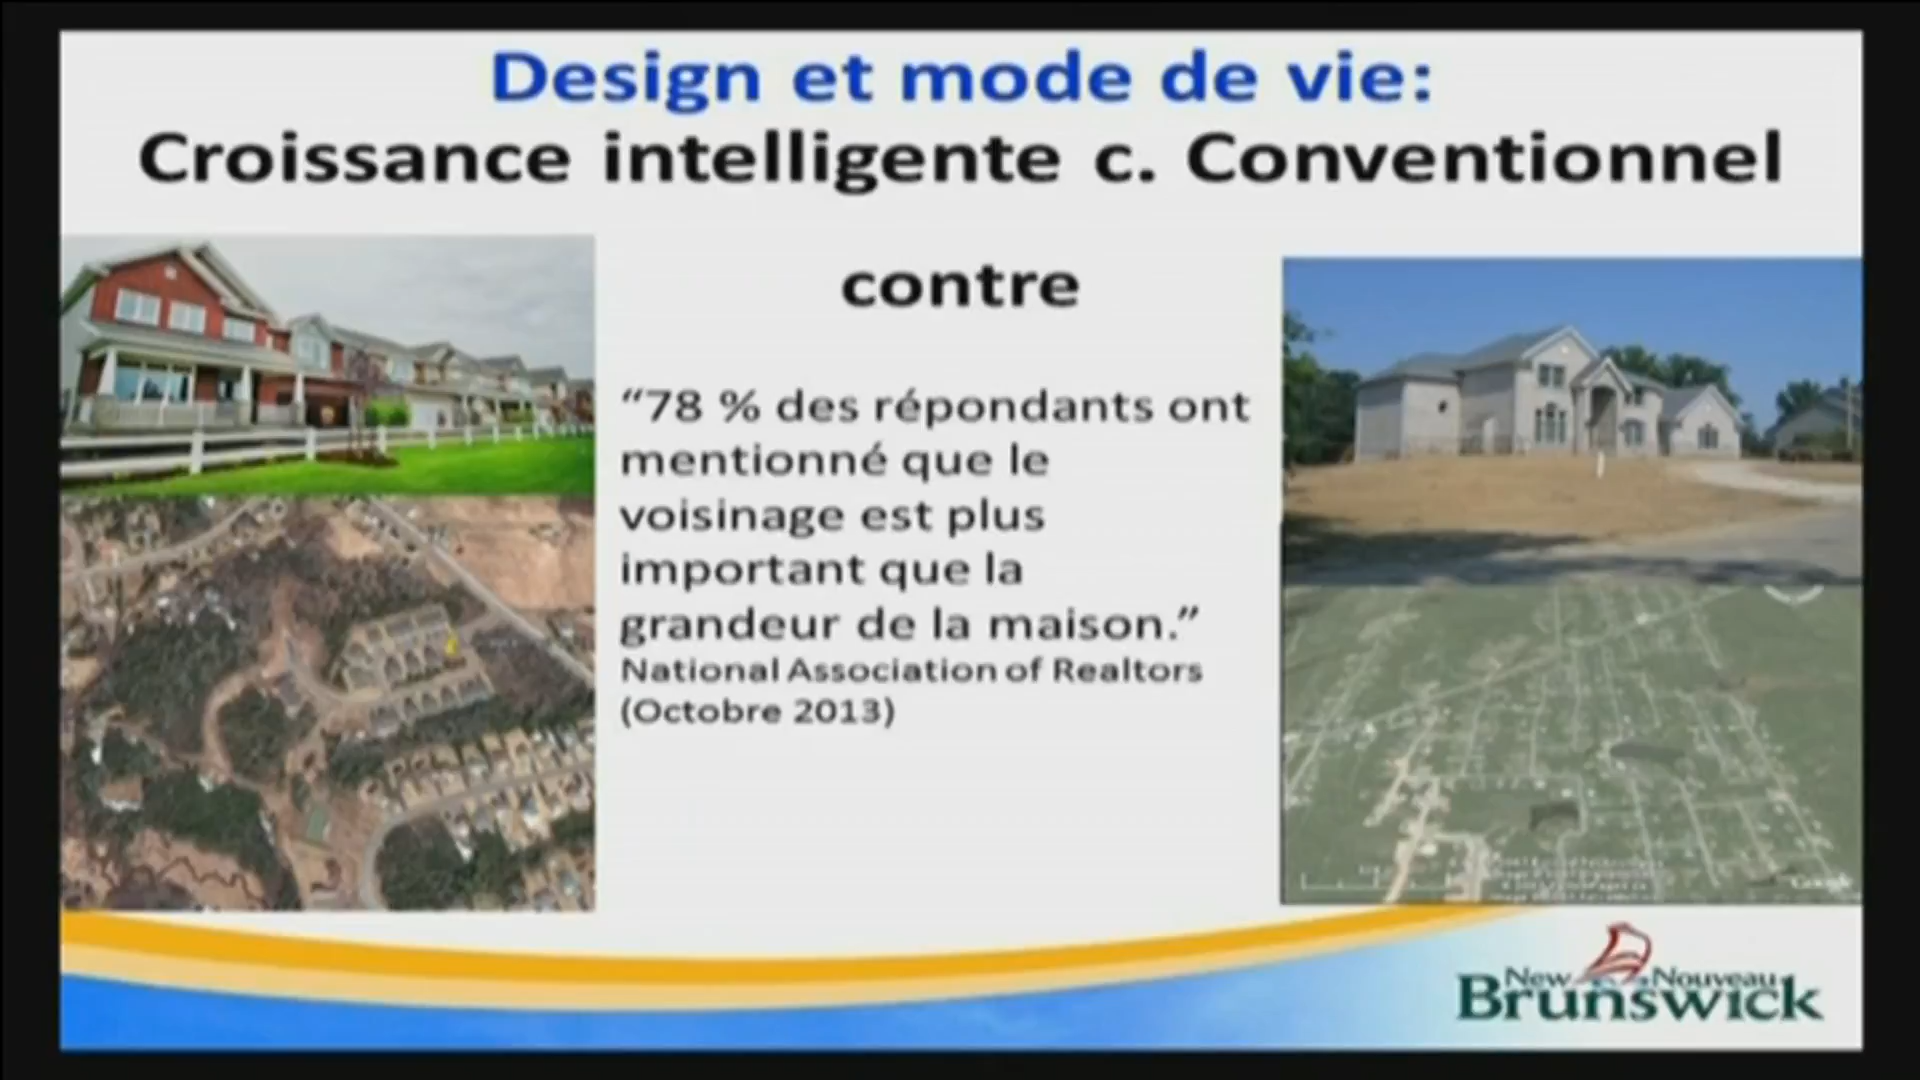 Design et mode de vie:
Croissance intelligente c. Conventionnel
contre
“78 % des répondants ont
mentionné que le
voisinage est plus
important que la
grandeur de la maison.”
National Association of Realtors
(Octobre 2013)
Google
New Nouveau
Brunswick